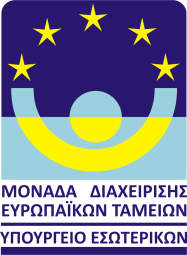 ΜΟΝΑΔΑ ΔΙΑΧΕΙΡΙΣΗΣ
ΕΥΡΩΠΑΪΚΩΝ ΤΑΜΕΙΩΝ
ΥΠΟΥΡΓΕΙΟ ΕΣΩΤΕΡΙΚΩΝ